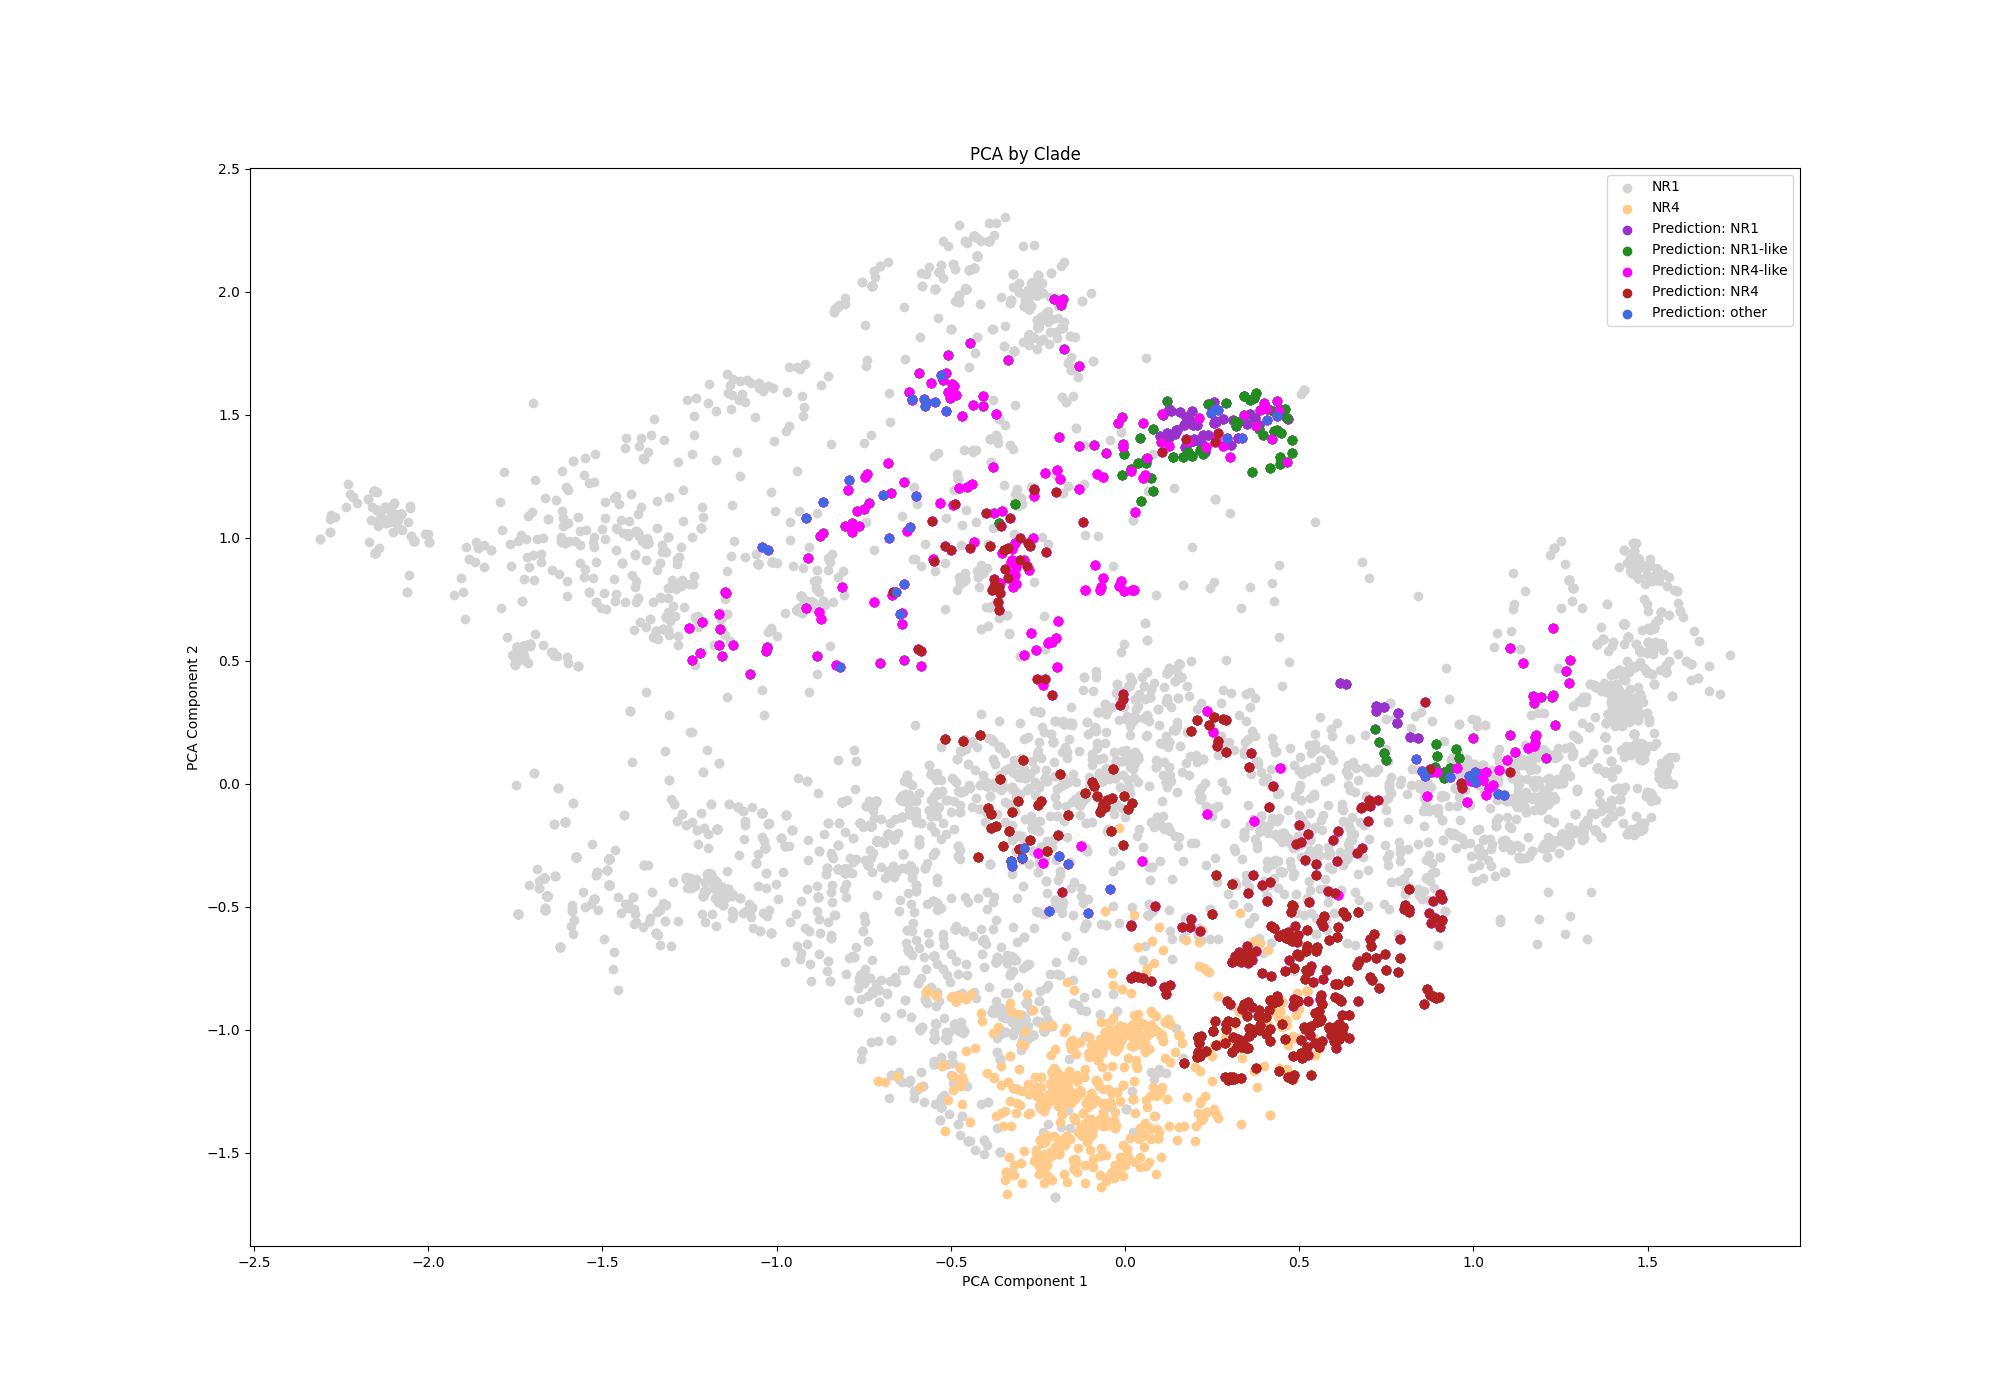 PCA by Clade
NR1
NR4
Prediction: NR1
Prediction: NR1-like
Prediction: NR4-like
Prediction: NR4
Prediction: other
2.5
2.0
1.5
1.0
0.5
0.0
−0.5
−1.0
−1.5
PCA Component 2
−2.5 −2.0 −1.5 −1.0 −0.5 0.0 0.5 1.0 1.5
PCA Component 1